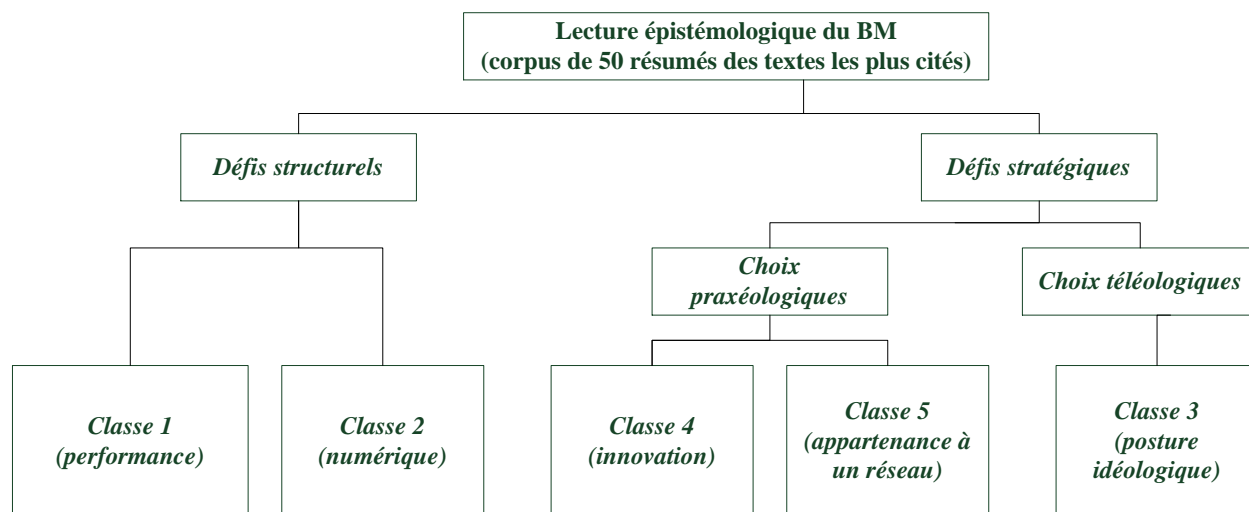 Lecture épistémologique du BM
(corpus de 50 résumés des textes les plus cités)
Défis structurels
Défis stratégiques
Choix
praxéologiques
Choix téléologiques
Classe 1
(performance)
Classe 2
(numérique)
Classe 4
(innovation)
Classe 5
(appartenance à
un réseau)
Classe 3
(posture
idéologique)